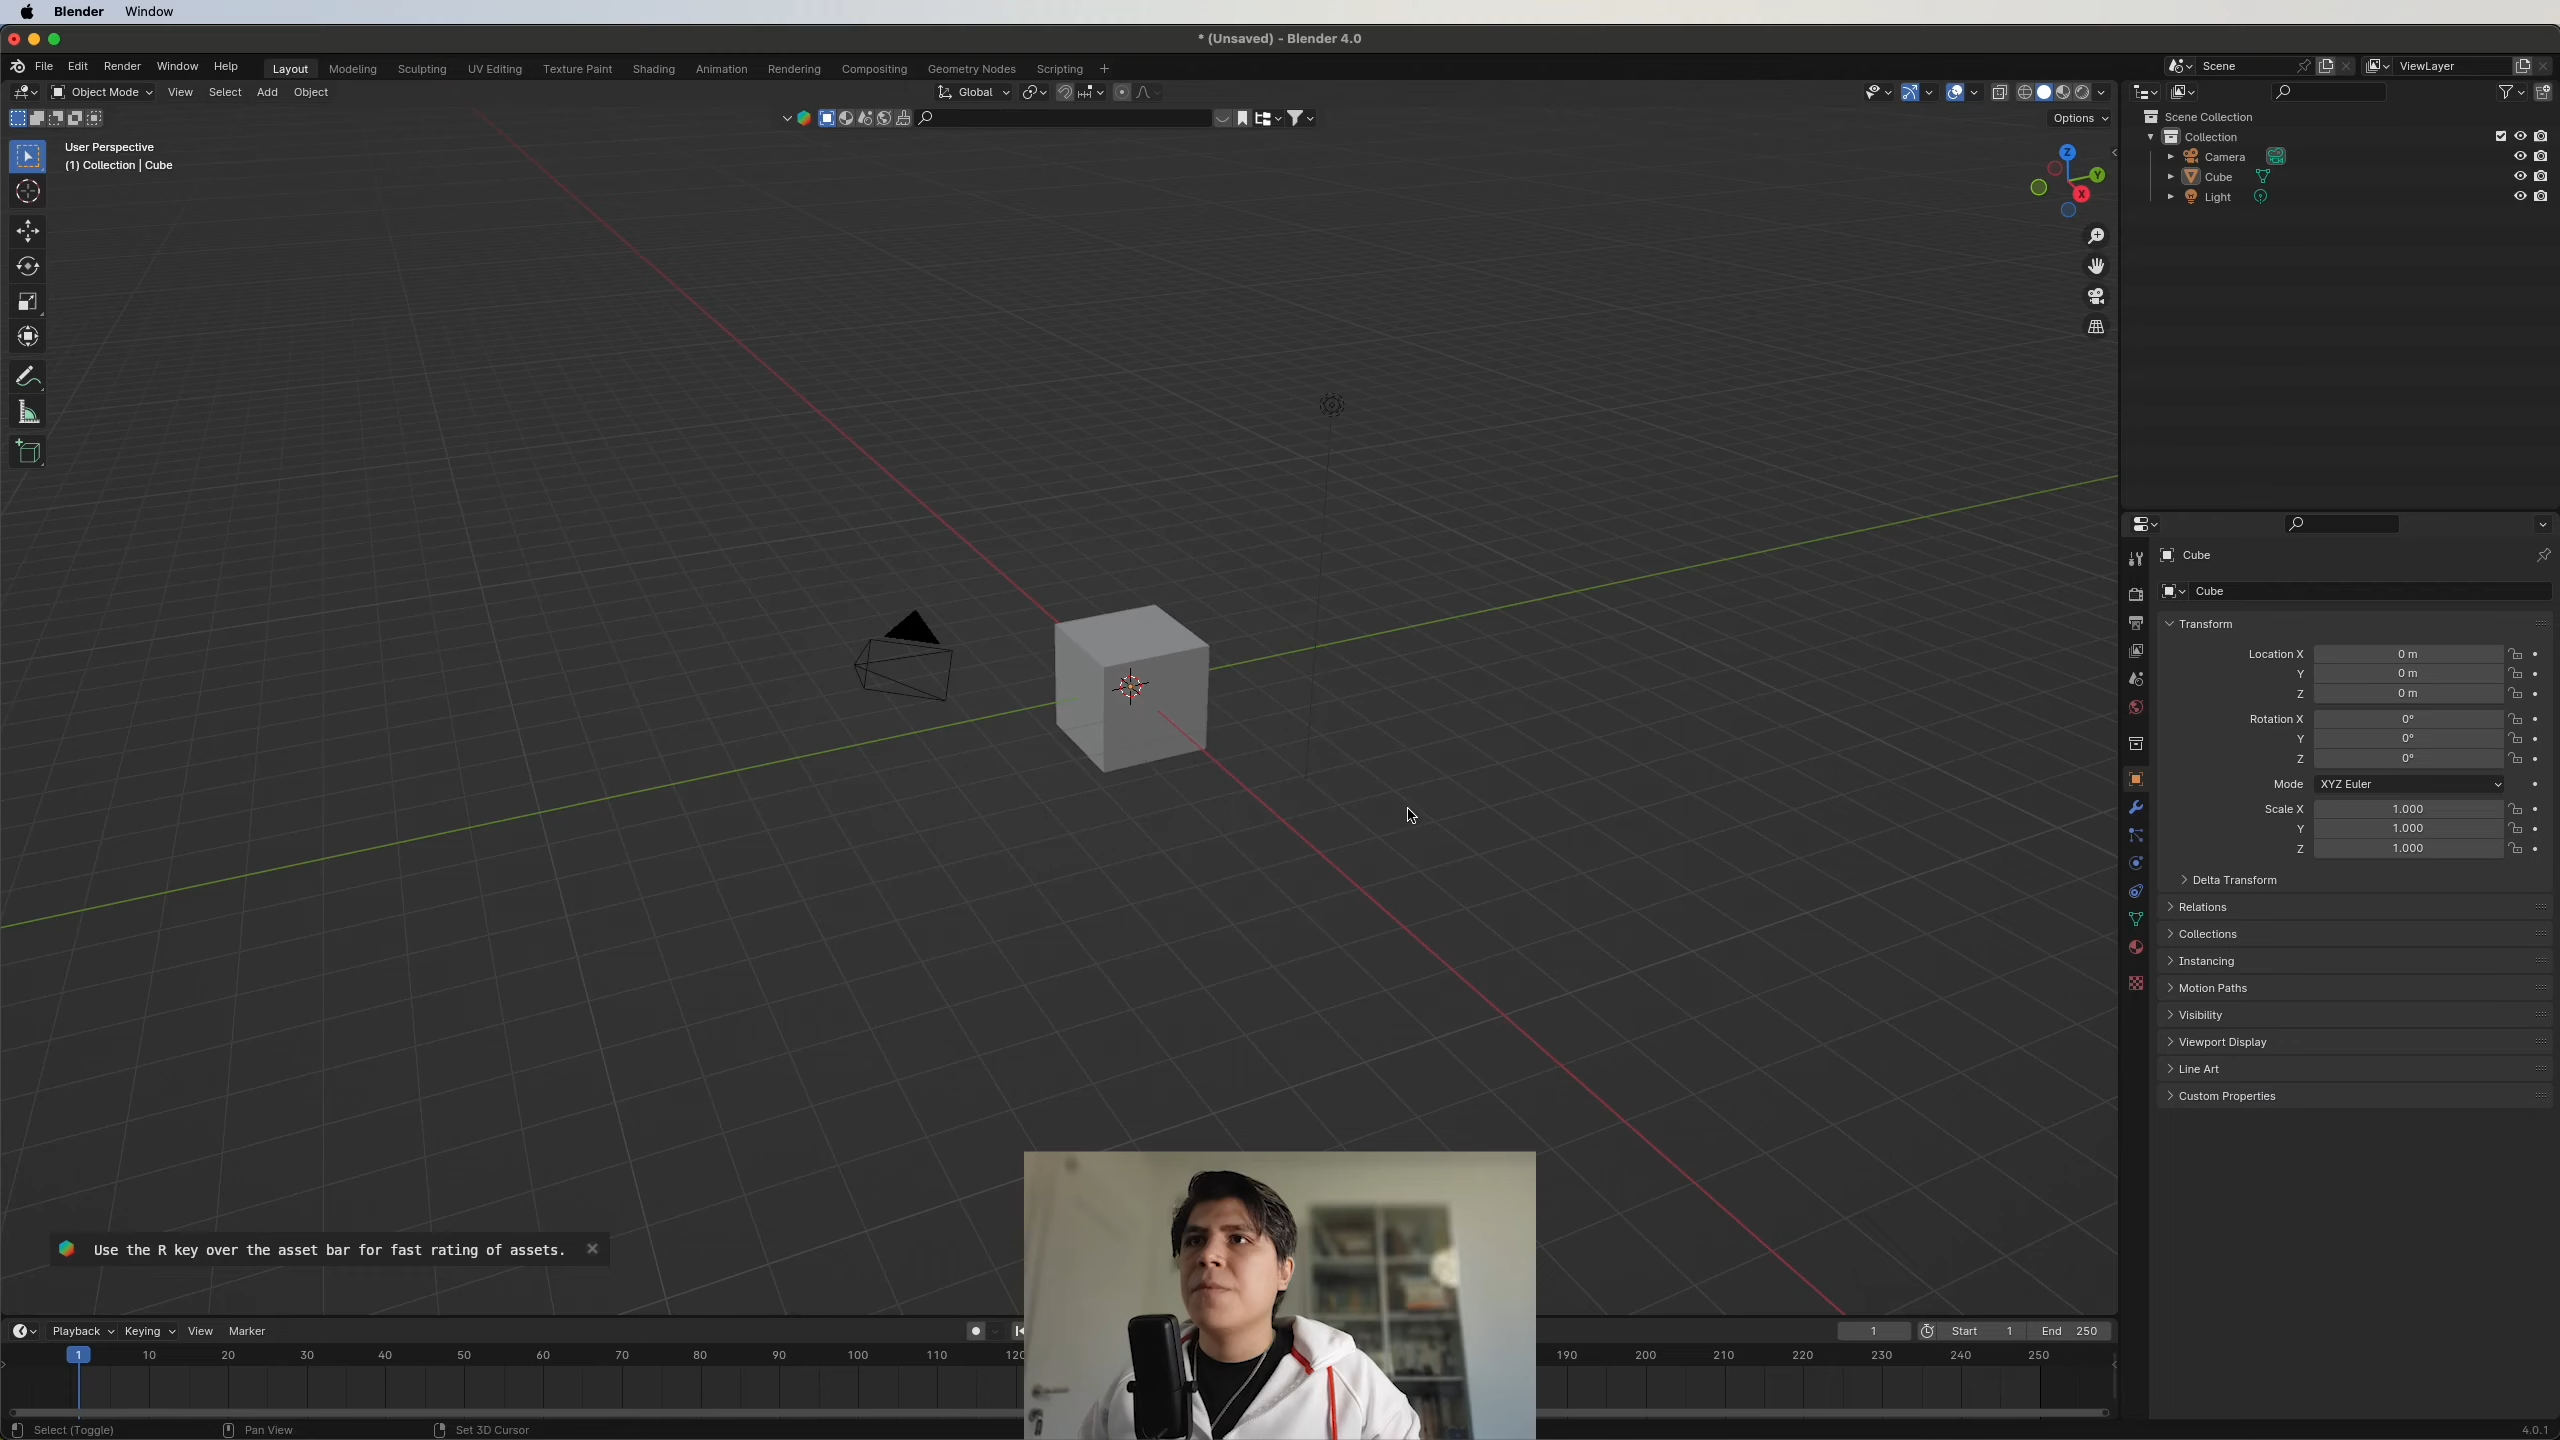 Blender Window
* (Unsaved) - Blender 4.0
File Edit Render Window Help Layout Modeling Sculpting UV Editing Texture Paint Shading Animation Rendering Compositing Geometry Nodes Scripting + Scene ViewLayer
Object Mode View Select Add Object Global
Options
User Perspective
(1) Collection | Cube
Z
Y
X
Scene Collection
Collection
Camera
Cube
Light
Cube
Cube
Transform
Location X 0 m
Y 0 m
Z 0 m
Rotation X 0°
Y 0°
Z 0°
Mode XYZ Euler
Scale X 1.000
Y 1.000
Z 1.000
Delta Transform
Relations
Collections
Instancing
Motion Paths
Visibility
Viewport Display
Line Art
Custom Properties
Use the R key over the asset bar for fast rating of assets.
Playback Keying View Marker 1 Start 1 End 250
1 10 20 30 40 50 60 70 80 90 100 110 120 190 200 210 220 230 240 250
Select (Toggle) Pan View Set 3D Cursor 4.0.1